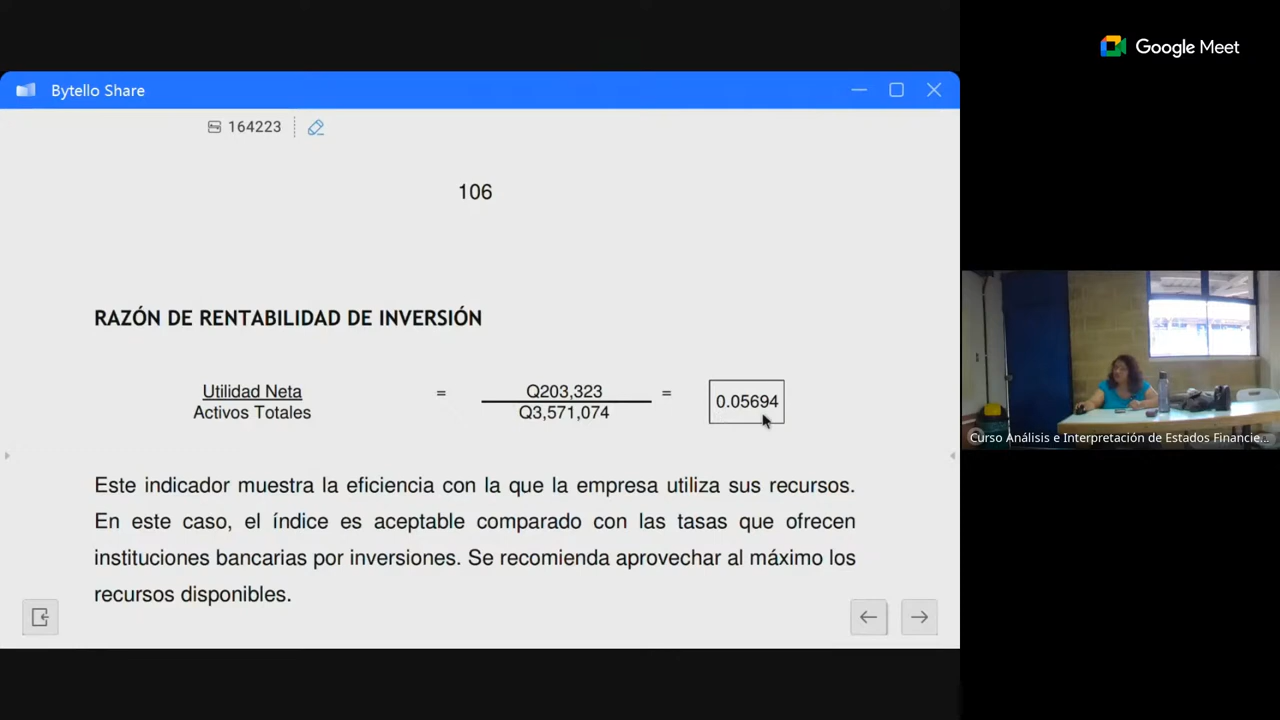 Google Meet
Bytello Share
164223
106
RAZÓN DE RENTABILIDAD DE INVERSIÓN
Utilidad Neta = Q203,323 = 0.05694
Activos Totales Q3,571,074
Este indicador muestra la eficiencia con la que la empresa utiliza sus recursos.
En este caso, el índice es aceptable comparado con las tasas que ofrecen
instituciones bancarias por inversiones. Se recomienda aprovechar al máximo los
recursos disponibles.
Curso Análisis e Interpretación de Estados Financie...